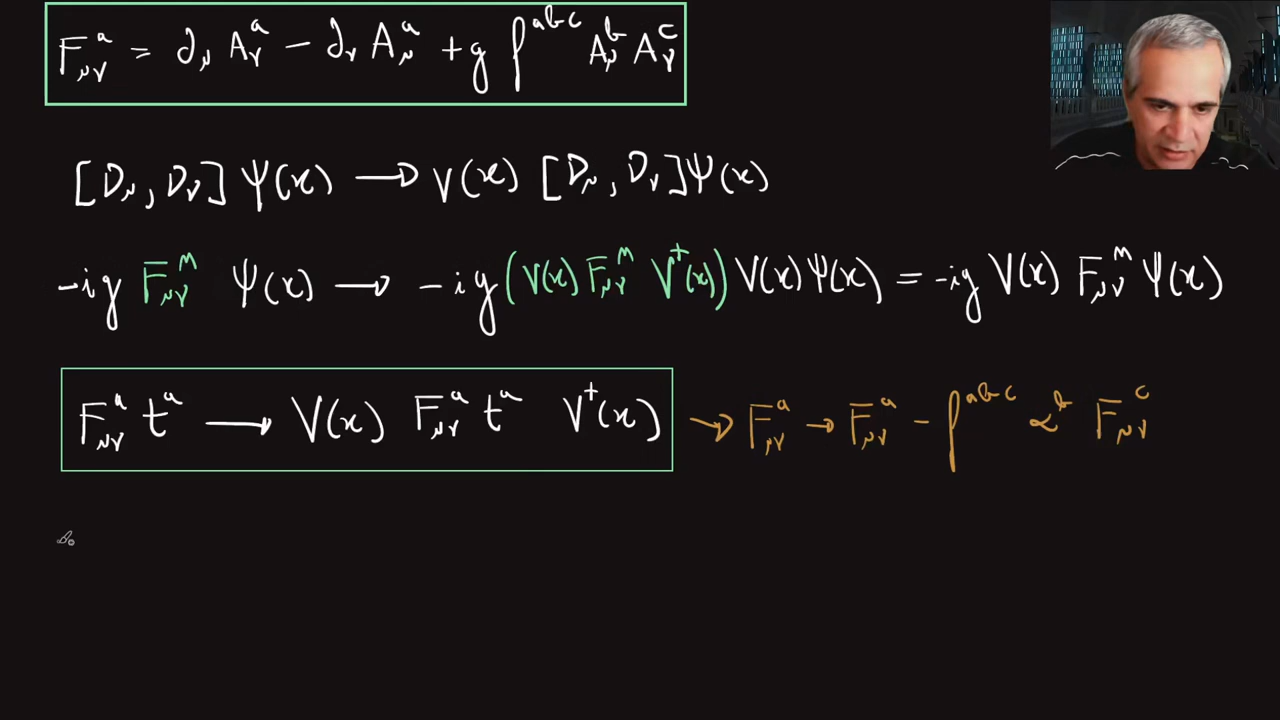 F^a_{μν} = ∂_μ A^a_ν − ∂_ν A^a_μ + g f^{abc} A^b_μ A^c_ν
[D_μ, D_ν] ψ(x) → V(x) [D_μ, D_ν] ψ(x)
−ig F^M_{μν} ψ(x) → −ig (V(x) F^M_{μν} V^†(x)) V(x) ψ(x) = −ig V(x) F^M_{μν} ψ(x)
F^a_{μν} t^a → V(x) F^a_{μν} t^a V^†(x) → F^a_{μν} → F^a_{μν} − f^{abc} α^b F^c_{μν}